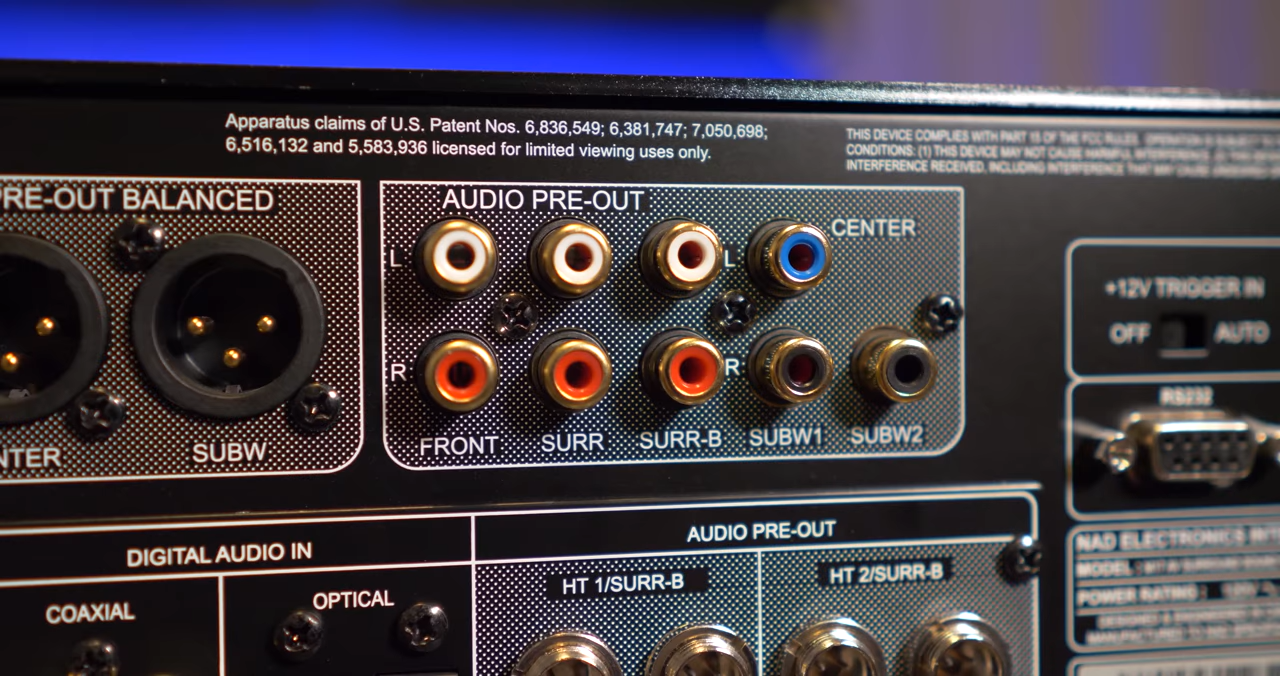 Apparatus claims of U.S. Patent Nos. 6,836,549; 6,381,747; 7,050,698;
6,516,132 and 5,583,936 licensed for limited viewing uses only.
THIS DEVICE COMPLIES WITH PART 15 OF THE FCC RULES. OPERATION IS
CONDITIONS: (1) THIS DEVICE MAY NOT CAUSE HARMFUL INTERFERENCE,
INTERFERENCE RECEIVED, INCLUDING INTERFERENCE THAT MAY CAUSE
PRE-OUT BALANCED
NTER
SUBW
AUDIO PRE-OUT
L
L
CENTER
R
R
FRONT
SURR
SURR-B
SUBW1
SUBW2
+12V TRIGGER IN
OFF
AUTO
RS232
DIGITAL AUDIO IN
COAXIAL
OPTICAL
AUDIO PRE-OUT
HT 1/SURR-B
HT 2/SURR-B
NAD ELECTRONICS
MODEL
POWER RATING: